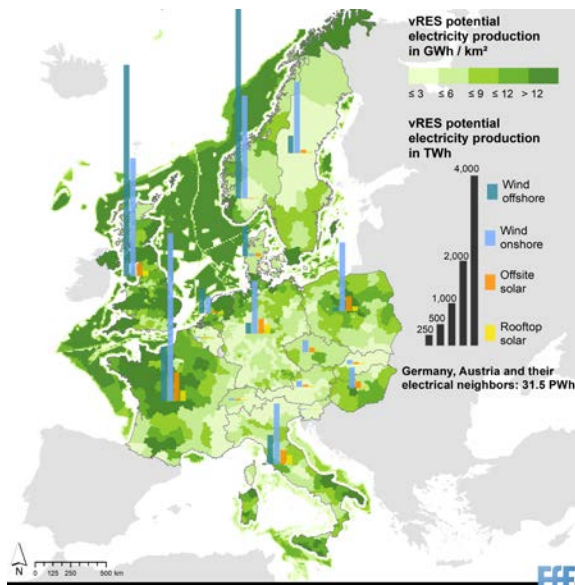 vRES potential
electricity production
in GWh / km²
≤ 3 ≤ 6 ≤ 9 ≤ 12 > 12
vRES potential
electricity production
in TWh
4,000
2,000
1,000
500
250
Wind
offshore
Wind
onshore
Offsite
solar
Rooftop
solar
Germany, Austria and their
electrical neighbors: 31.5 PWh
N
0 125 250 500 km
FfE